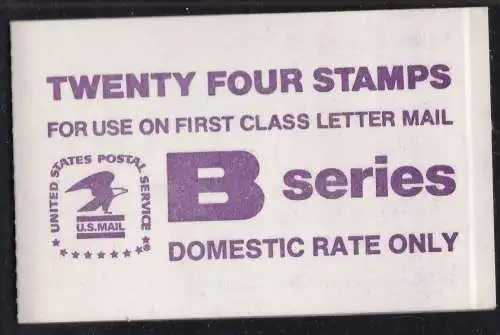 TWENTY FOUR STAMPS
FOR USE ON FIRST CLASS LETTER MAIL
UNITED STATES POSTAL SERVICE®
U.S.MAIL
B series
DOMESTIC RATE ONLY